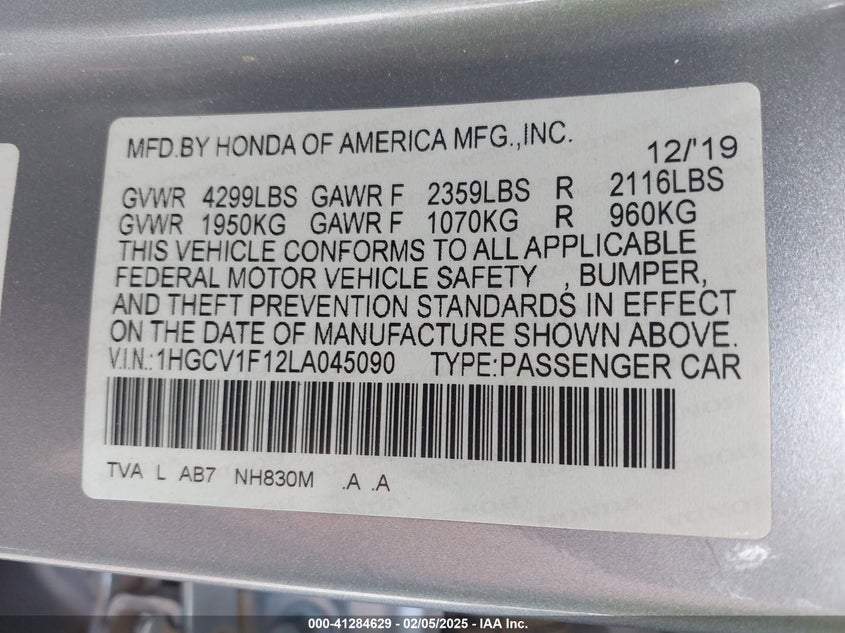 MFD.BY HONDA OF AMERICA MFG.,INC. 12/'19
GVWR 4299LBS GAWR F 2359LBS R 2116LBS
GVWR 1950KG GAWR F 1070KG R 960KG
THIS VEHICLE CONFORMS TO ALL APPLICABLE
FEDERAL MOTOR VEHICLE SAFETY , BUMPER,
AND THEFT PREVENTION STANDARDS IN EFFECT
ON THE DATE OF MANUFACTURE SHOWN ABOVE.
V.I.N.:1HGCV1F12LA045090 TYPE:PASSENGER CAR
TVA L AB7 NH830M .A .A
000-41284629 - 02/05/2025 - IAAI Inc.